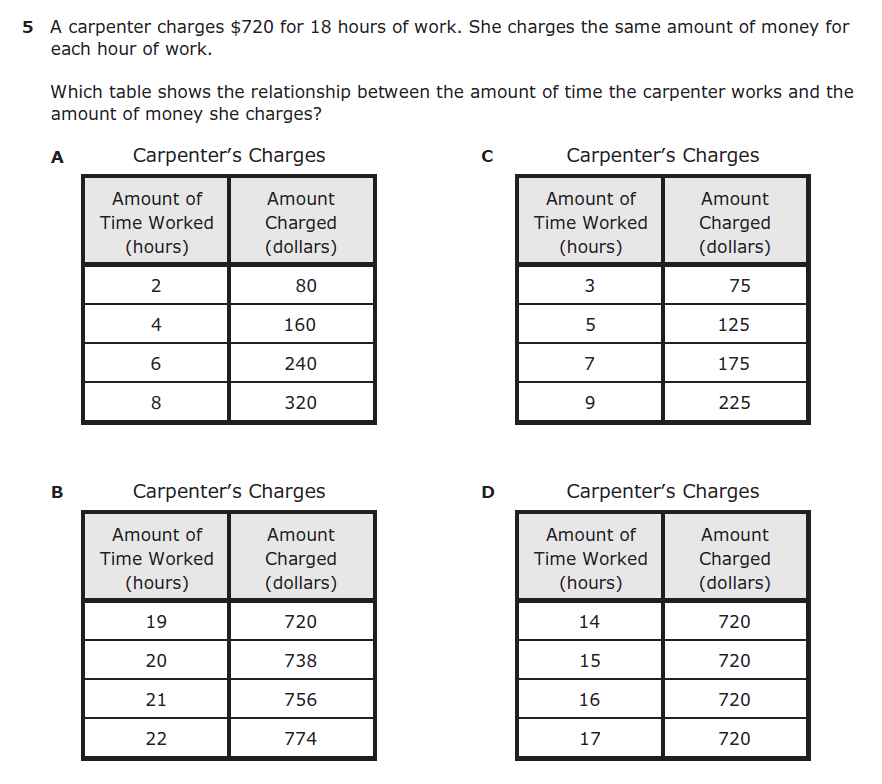 5 A carpenter charges $720 for 18 hours of work. She charges the same amount of money for
each hour of work.
Which table shows the relationship between the amount of time the carpenter works and the
amount of money she charges?
A Carpenter’s Charges
Amount of Time Worked (hours) Amount Charged (dollars)
2 80
4 160
6 240
8 320
B Carpenter’s Charges
Amount of Time Worked (hours) Amount Charged (dollars)
19 720
20 738
21 756
22 774
C Carpenter’s Charges
Amount of Time Worked (hours) Amount Charged (dollars)
3 75
5 125
7 175
9 225
D Carpenter’s Charges
Amount of Time Worked (hours) Amount Charged (dollars)
14 720
15 720
16 720
17 720